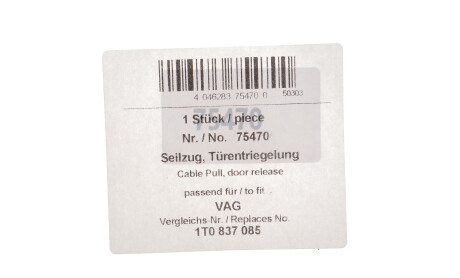 4 046283 75470 0 50303
75470
1 Stück / piece
Nr. / No. 75470
Seilzug, Türentriegelung
Cable Pull, door release
passend für / to fit. .
VAG
Vergleichs-Nr. / Replaces No.
1T0 837 085